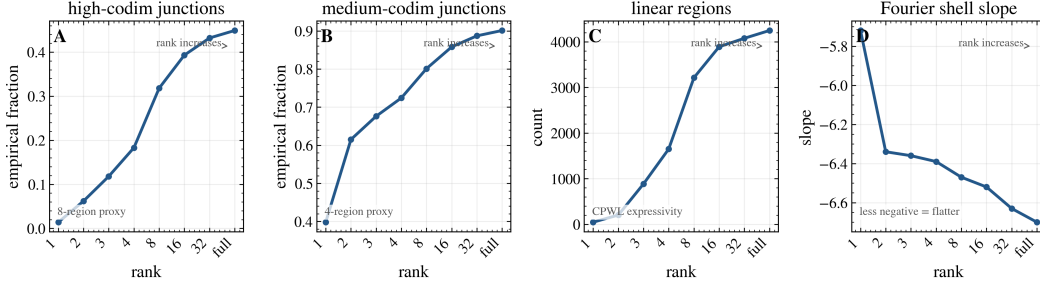 high-codim junctions
A
rank increases
8-region proxy
empirical fraction
0.4
0.3
0.2
0.1
0.0
1 2 3 4 8 16 32 full
rank
medium-codim junctions
B
rank increases
4-region proxy
empirical fraction
0.9
0.8
0.7
0.6
0.5
0.4
1 2 3 4 8 16 32 full
rank
linear regions
C
rank increases
CPWL expressivity
count
4000
3000
2000
1000
0
1 2 3 4 8 16 32 full
rank
Fourier shell slope
D
rank increases
less negative = flatter
slope
−5.8
−6.0
−6.2
−6.4
−6.6
1 2 3 4 8 16 32 full
rank